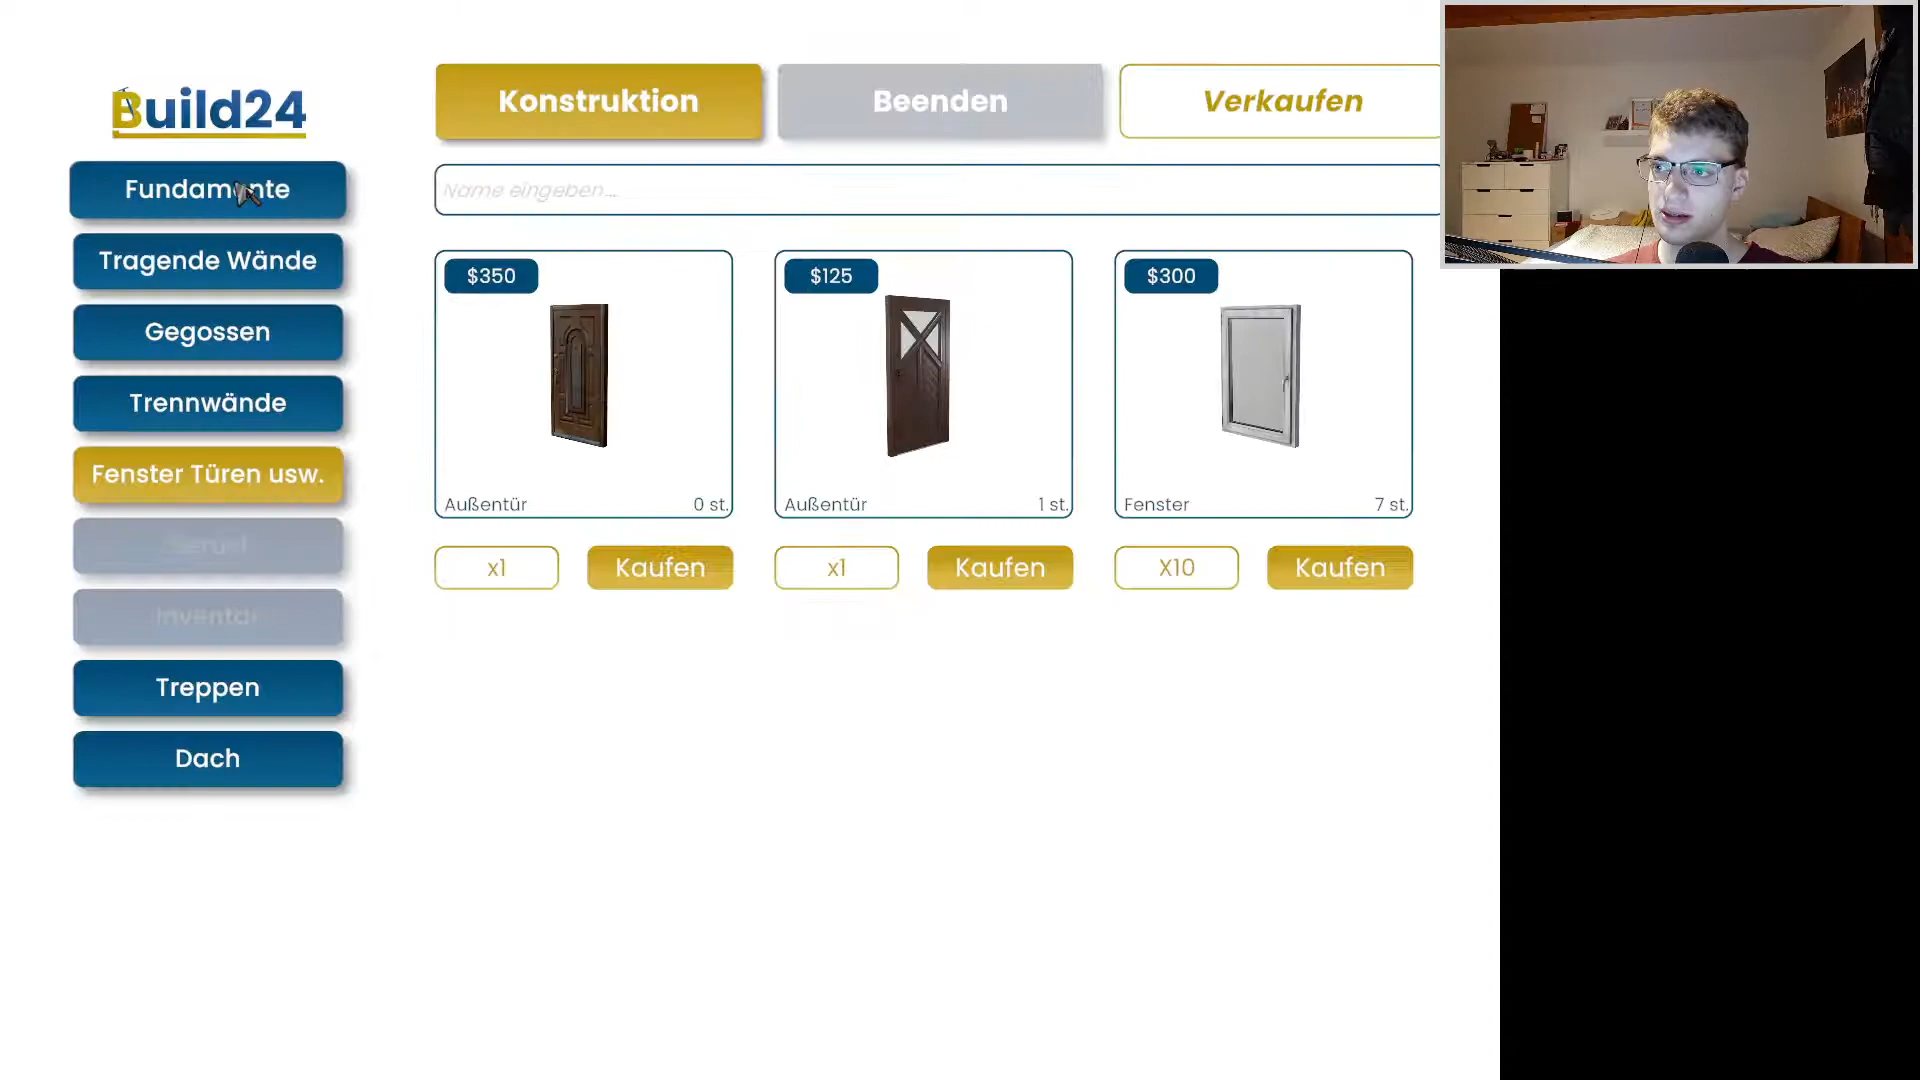 Build24
Konstruktion
Beenden
Verkaufen
Name eingeben...
Fundamente
Tragende Wände
Gegossen
Trennwände
Fenster Türen usw.
Inventar
Treppen
Dach
$350
Außentür
0 st.
$125
Außentür
1 st.
$300
Fenster
7 st.
x1
Kaufen
x1
Kaufen
X10
Kaufen